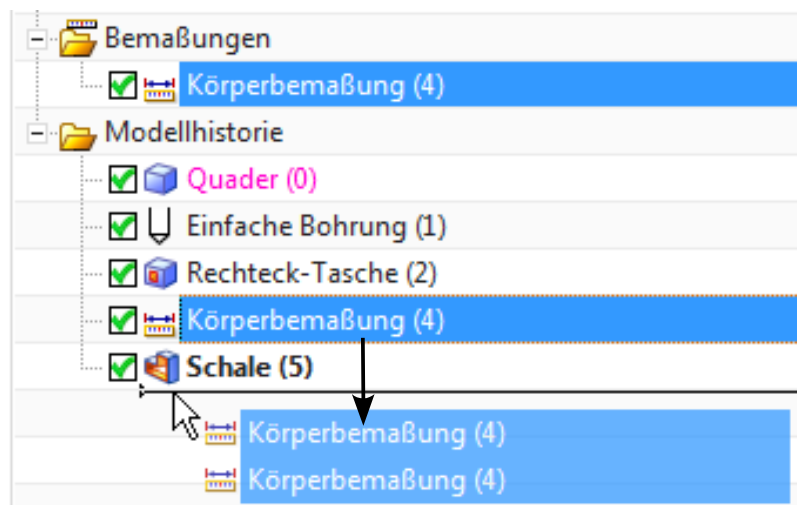 Bemaßungen
Körperbemaßung (4)
Modellhistorie
Quader (0)
Einfache Bohrung (1)
Rechteck-Tasche (2)
Körperbemaßung (4)
Schale (5)
Körperbemaßung (4)
Körperbemaßung (4)